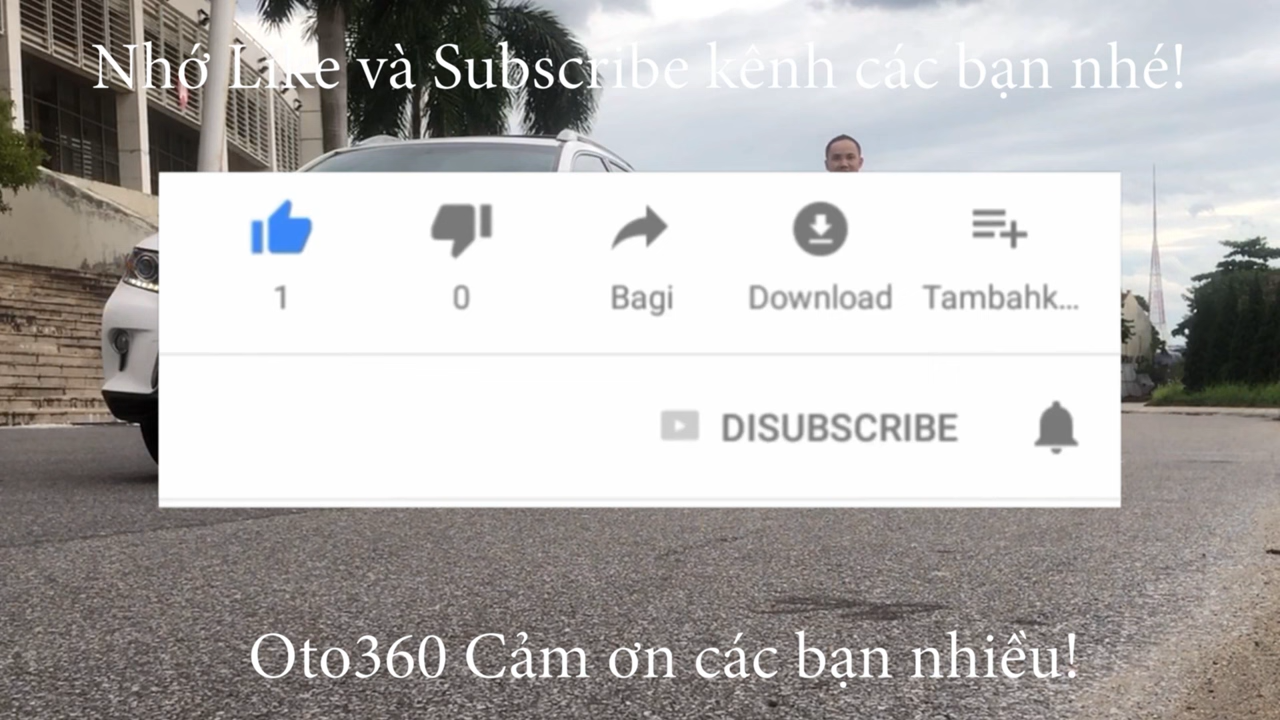 Nhớ Like và Subscribe kênh các bạn nhé!
1 0 Bagi Download Tambahk...
DISUBSCRIBE
Oto360 Cảm ơn các bạn nhiều!